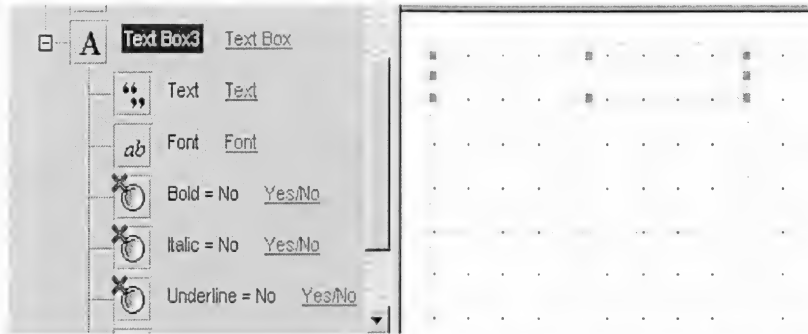 A Text Box3 Text Box
Text Text
ab Font Font
Bold = No Yes/No
Italic = No Yes/No
Underline = No Yes/No